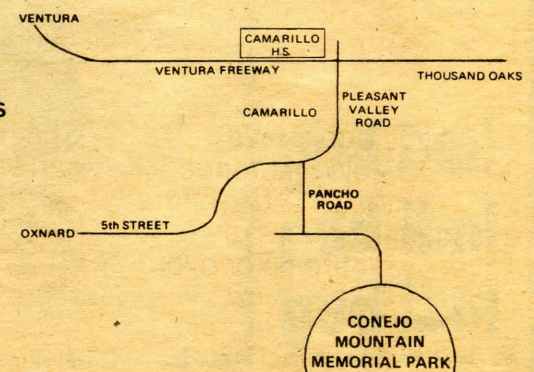 VENTURA
CAMARILLO
H.S.
VENTURA FREEWAY
THOUSAND OAKS
S
CAMARILLO
PLEASANT
VALLEY
ROAD
PANCHO
ROAD
OXNARD
5th STREET
CONEJO
MOUNTAIN
MEMORIAL PARK